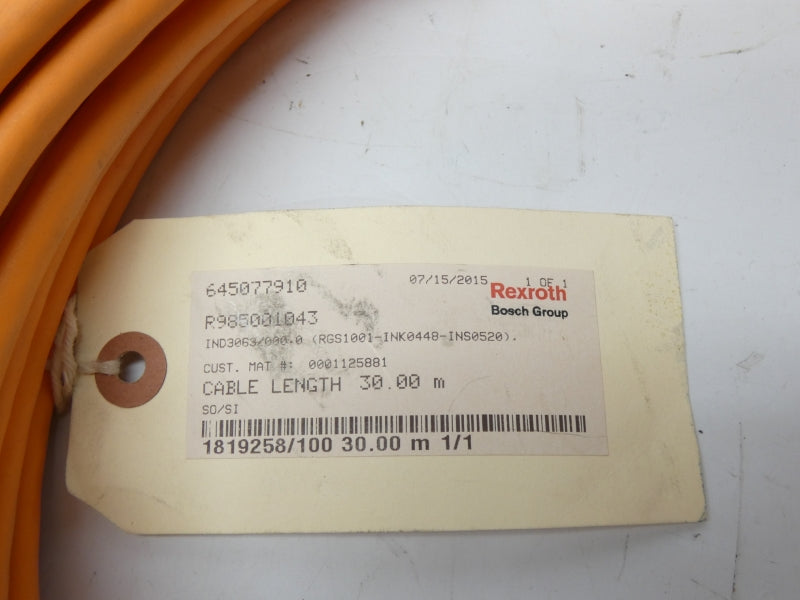 645077910 07/15/2015 1 OF 1
Rexroth
Bosch Group
R985001043
IND3063/000.0 (RGS1001-INK0448-INS0520).
CUST. MAT #: 0001125881
CABLE LENGTH 30.00 m
SO/SI
1819258/100 30.00 m 1/1